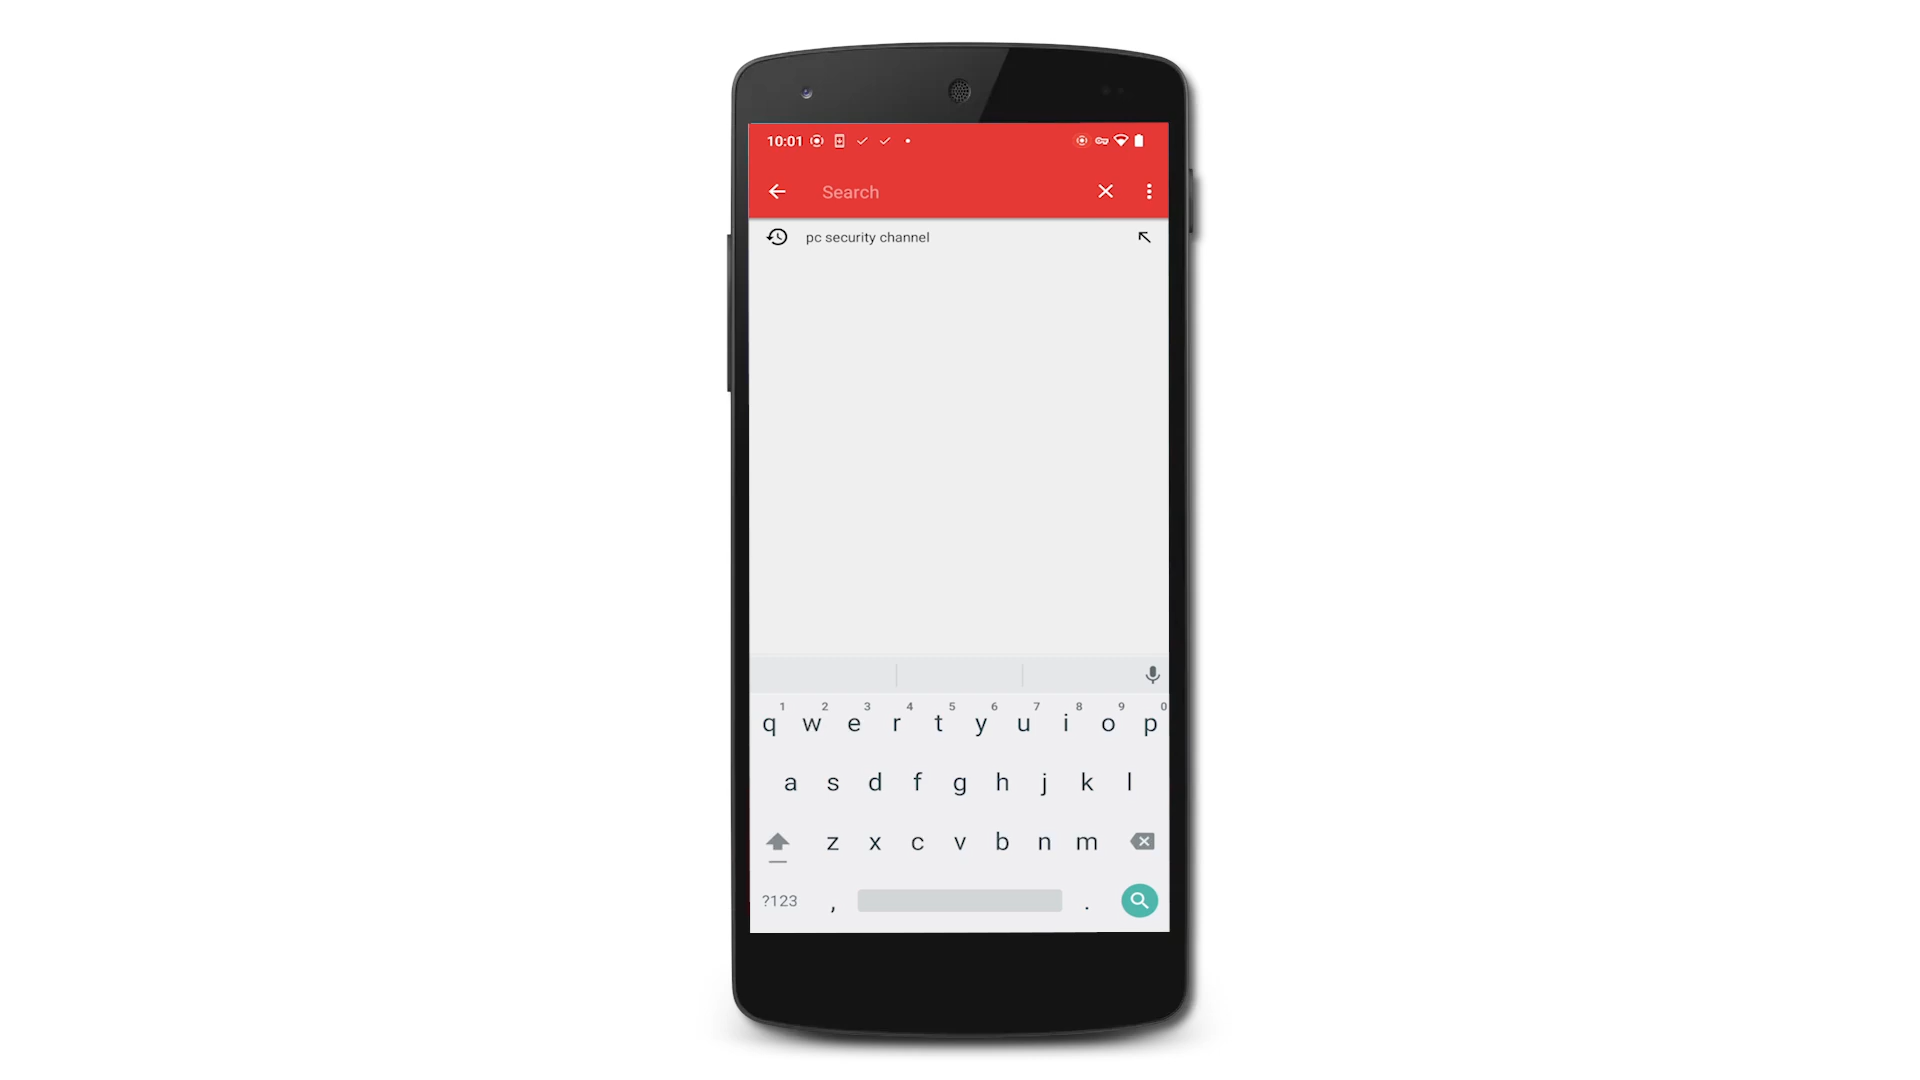 10:01
Search
pc security channel
1 2 3 4 5 6 7 8 9 0
q w e r t y u i o p
a s d f g h j k l
z x c v b n m
?123 , .